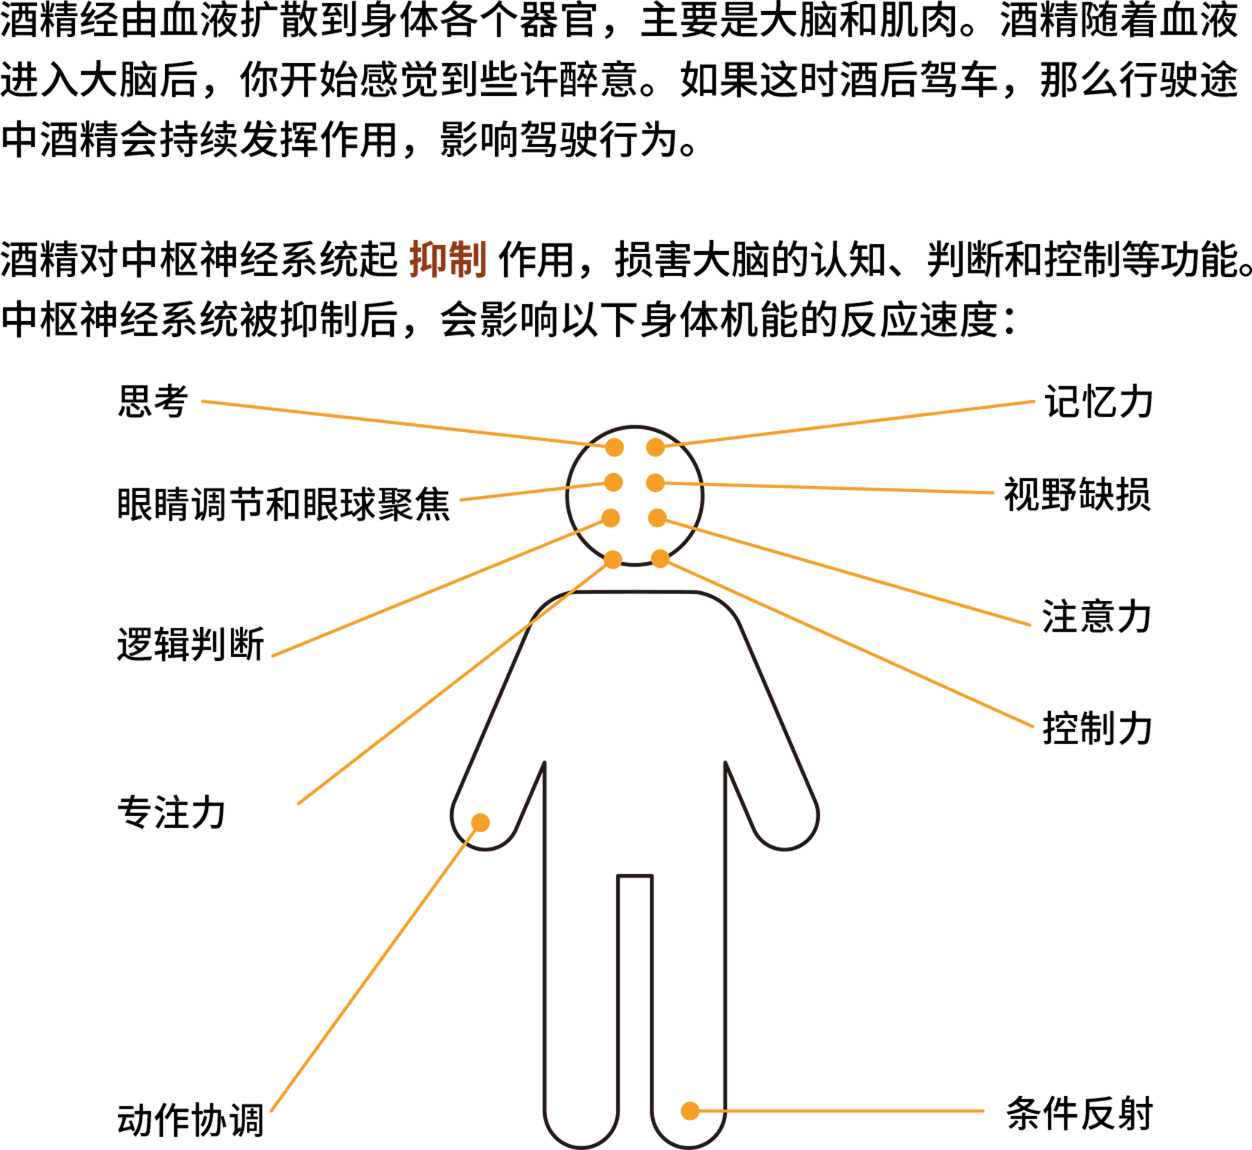 酒精经由血液扩散到身体各个器官，主要是大脑和肌肉。酒精随着血液
进入大脑后，你开始感觉到些许醉意。如果这时酒后驾车，那么行驶途
中酒精会持续发挥作用，影响驾驶行为。
酒精对中枢神经系统起 抑制 作用，损害大脑的认知、判断和控制等功能。
中枢神经系统被抑制后，会影响以下身体机能的反应速度：
思考
记忆力
眼睛调节和眼球聚焦
视野缺损
逻辑判断
注意力
专注力
控制力
动作协调
条件反射